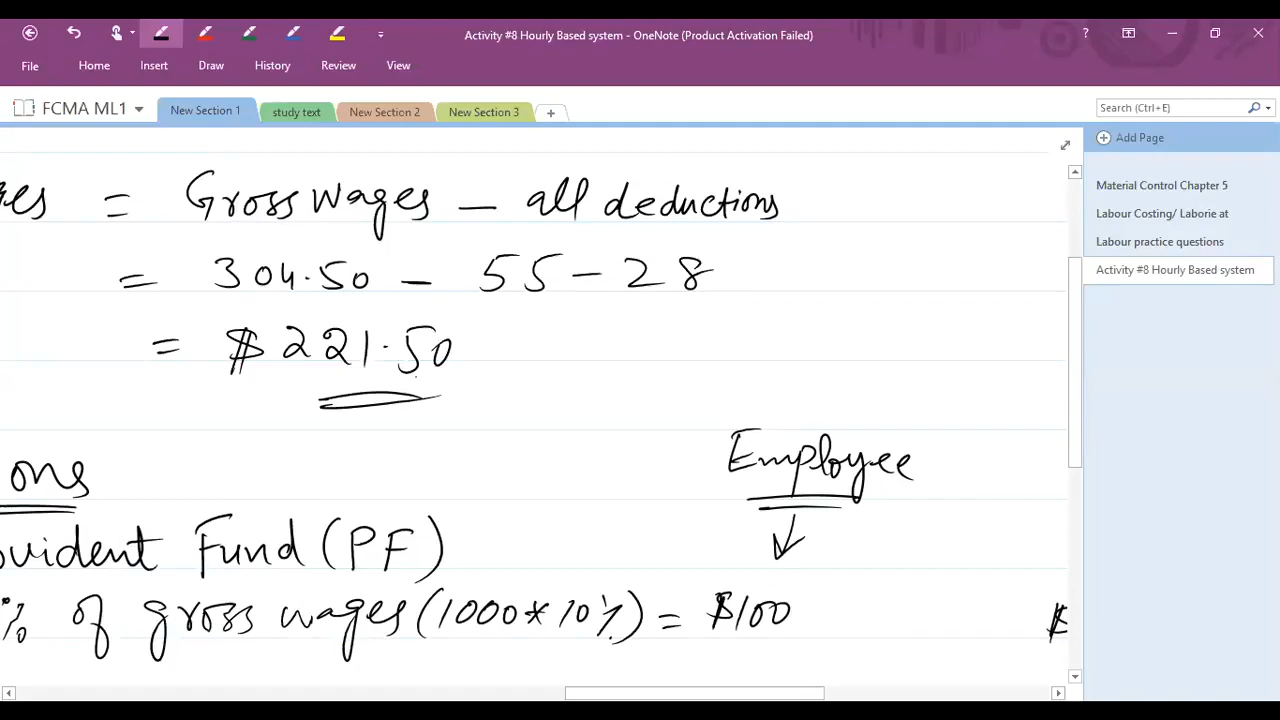 Activity #8 Hourly Based system - OneNote (Product Activation Failed)
File Home Insert Draw History Review View
FCMA ML1 New Section 1 study text New Section 2 New Section 3
Search (Ctrl+E)
Add Page
Material Control Chapter 5
Labour Costing/ Laborie at
Labour practice questions
Activity #8 Hourly Based system
ges = Gross Wages - all deductions
= 304.50 - 55 - 28
= $221.50
Employee
ons
ovident Fund (PF)
% of gross wages (1000*10%) = $100 $